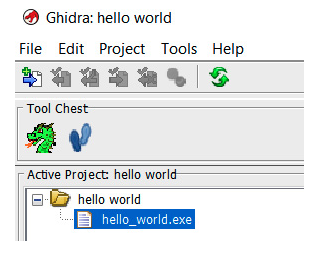 Ghidra: hello world
File Edit Project Tools Help
Tool Chest
Active Project: hello world
hello world
hello_world.exe